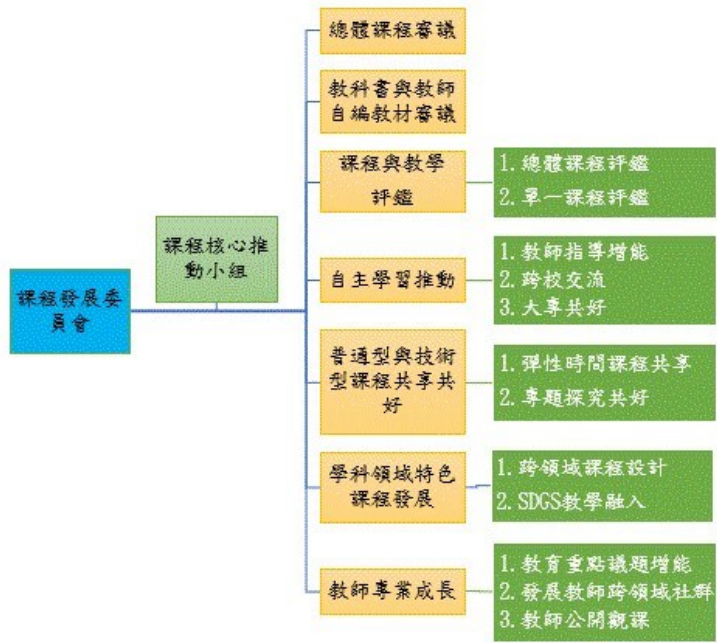 總體課程審議
教科書與教師
自編教材審議
課程與教學
評鑑
1. 總體課程評鑑
2. 單一課程評鑑
課程核心推
動小組
課程發展委
員會
自主學習推動
1. 教師指導增能
2. 跨校交流
3. 大專共好
普通型與技術
型課程共享共
好
1. 彈性時間課程共享
2. 專題探究共好
學科領域特色
課程發展
1. 跨領域課程設計
2. SDGS教學融入
教師專業成長
1. 教育重點議題增能
2. 發展教師跨領域社群
3. 教師公開觀課